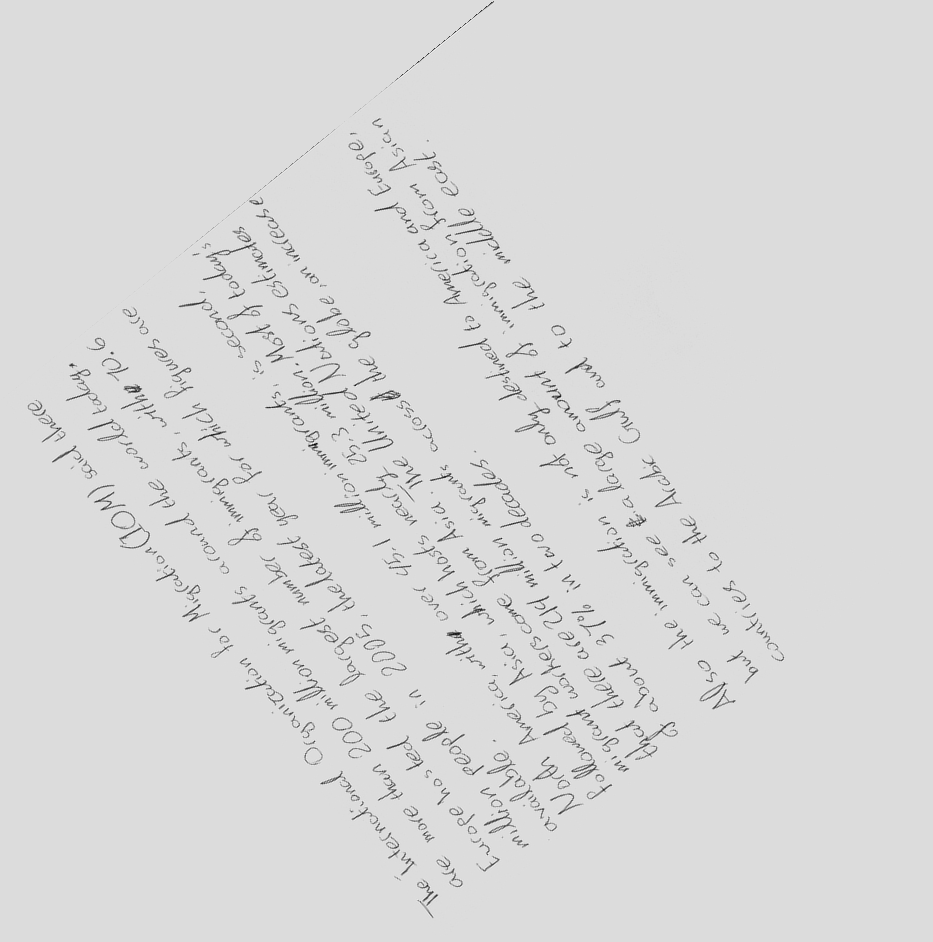 The International Organization for Migration (IOM) said there
are more than 200 million migrants around the world today.
Europe hosted the largest number of immigrants, with 70.6
million people in 2005, the latest year for which figures are
available.
North America, with over 45.1 million immigrants, is second,
followed by Asia, which hosts nearly 25.3 million. Most of today's
migrant workers come from Asia. The United Nations estimates
that there are 244 million migrants across the globe, an increase
of about 37% in two decades.
Also the immigration is not only destined to America and Europe,
but we can see a large amount of immigration from Asian
countries to the Arabic Gulf and to the middle east.